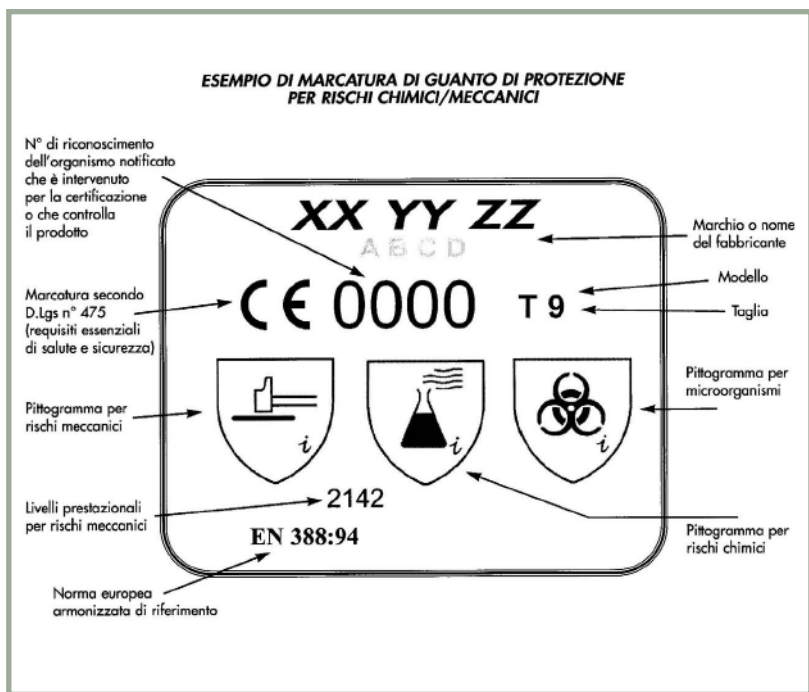 ESEMPIO DI MARCATURA DI GUANTO DI PROTEZIONE
PER RISCHI CHIMICI/MECCANICI
N° di riconoscimento
dell'organismo notificato
che è intervenuto
per la certificazione
o che controlla
il prodotto
XX YY ZZ
ABCD
Marchio o nome
del fabbricante
Marcatura secondo
D.Lgs n° 475
(requisiti essenziali
di salute e sicurezza)
CE 0000
T 9
Modello
Taglia
Pittogramma per
rischi meccanici
i
i
i
Pittogramma per
microorganismi
Livelli prestazionali
per rischi meccanici
2142
EN 388:94
Pittogramma per
rischi chimici
Norma europea
armonizzata di riferimento